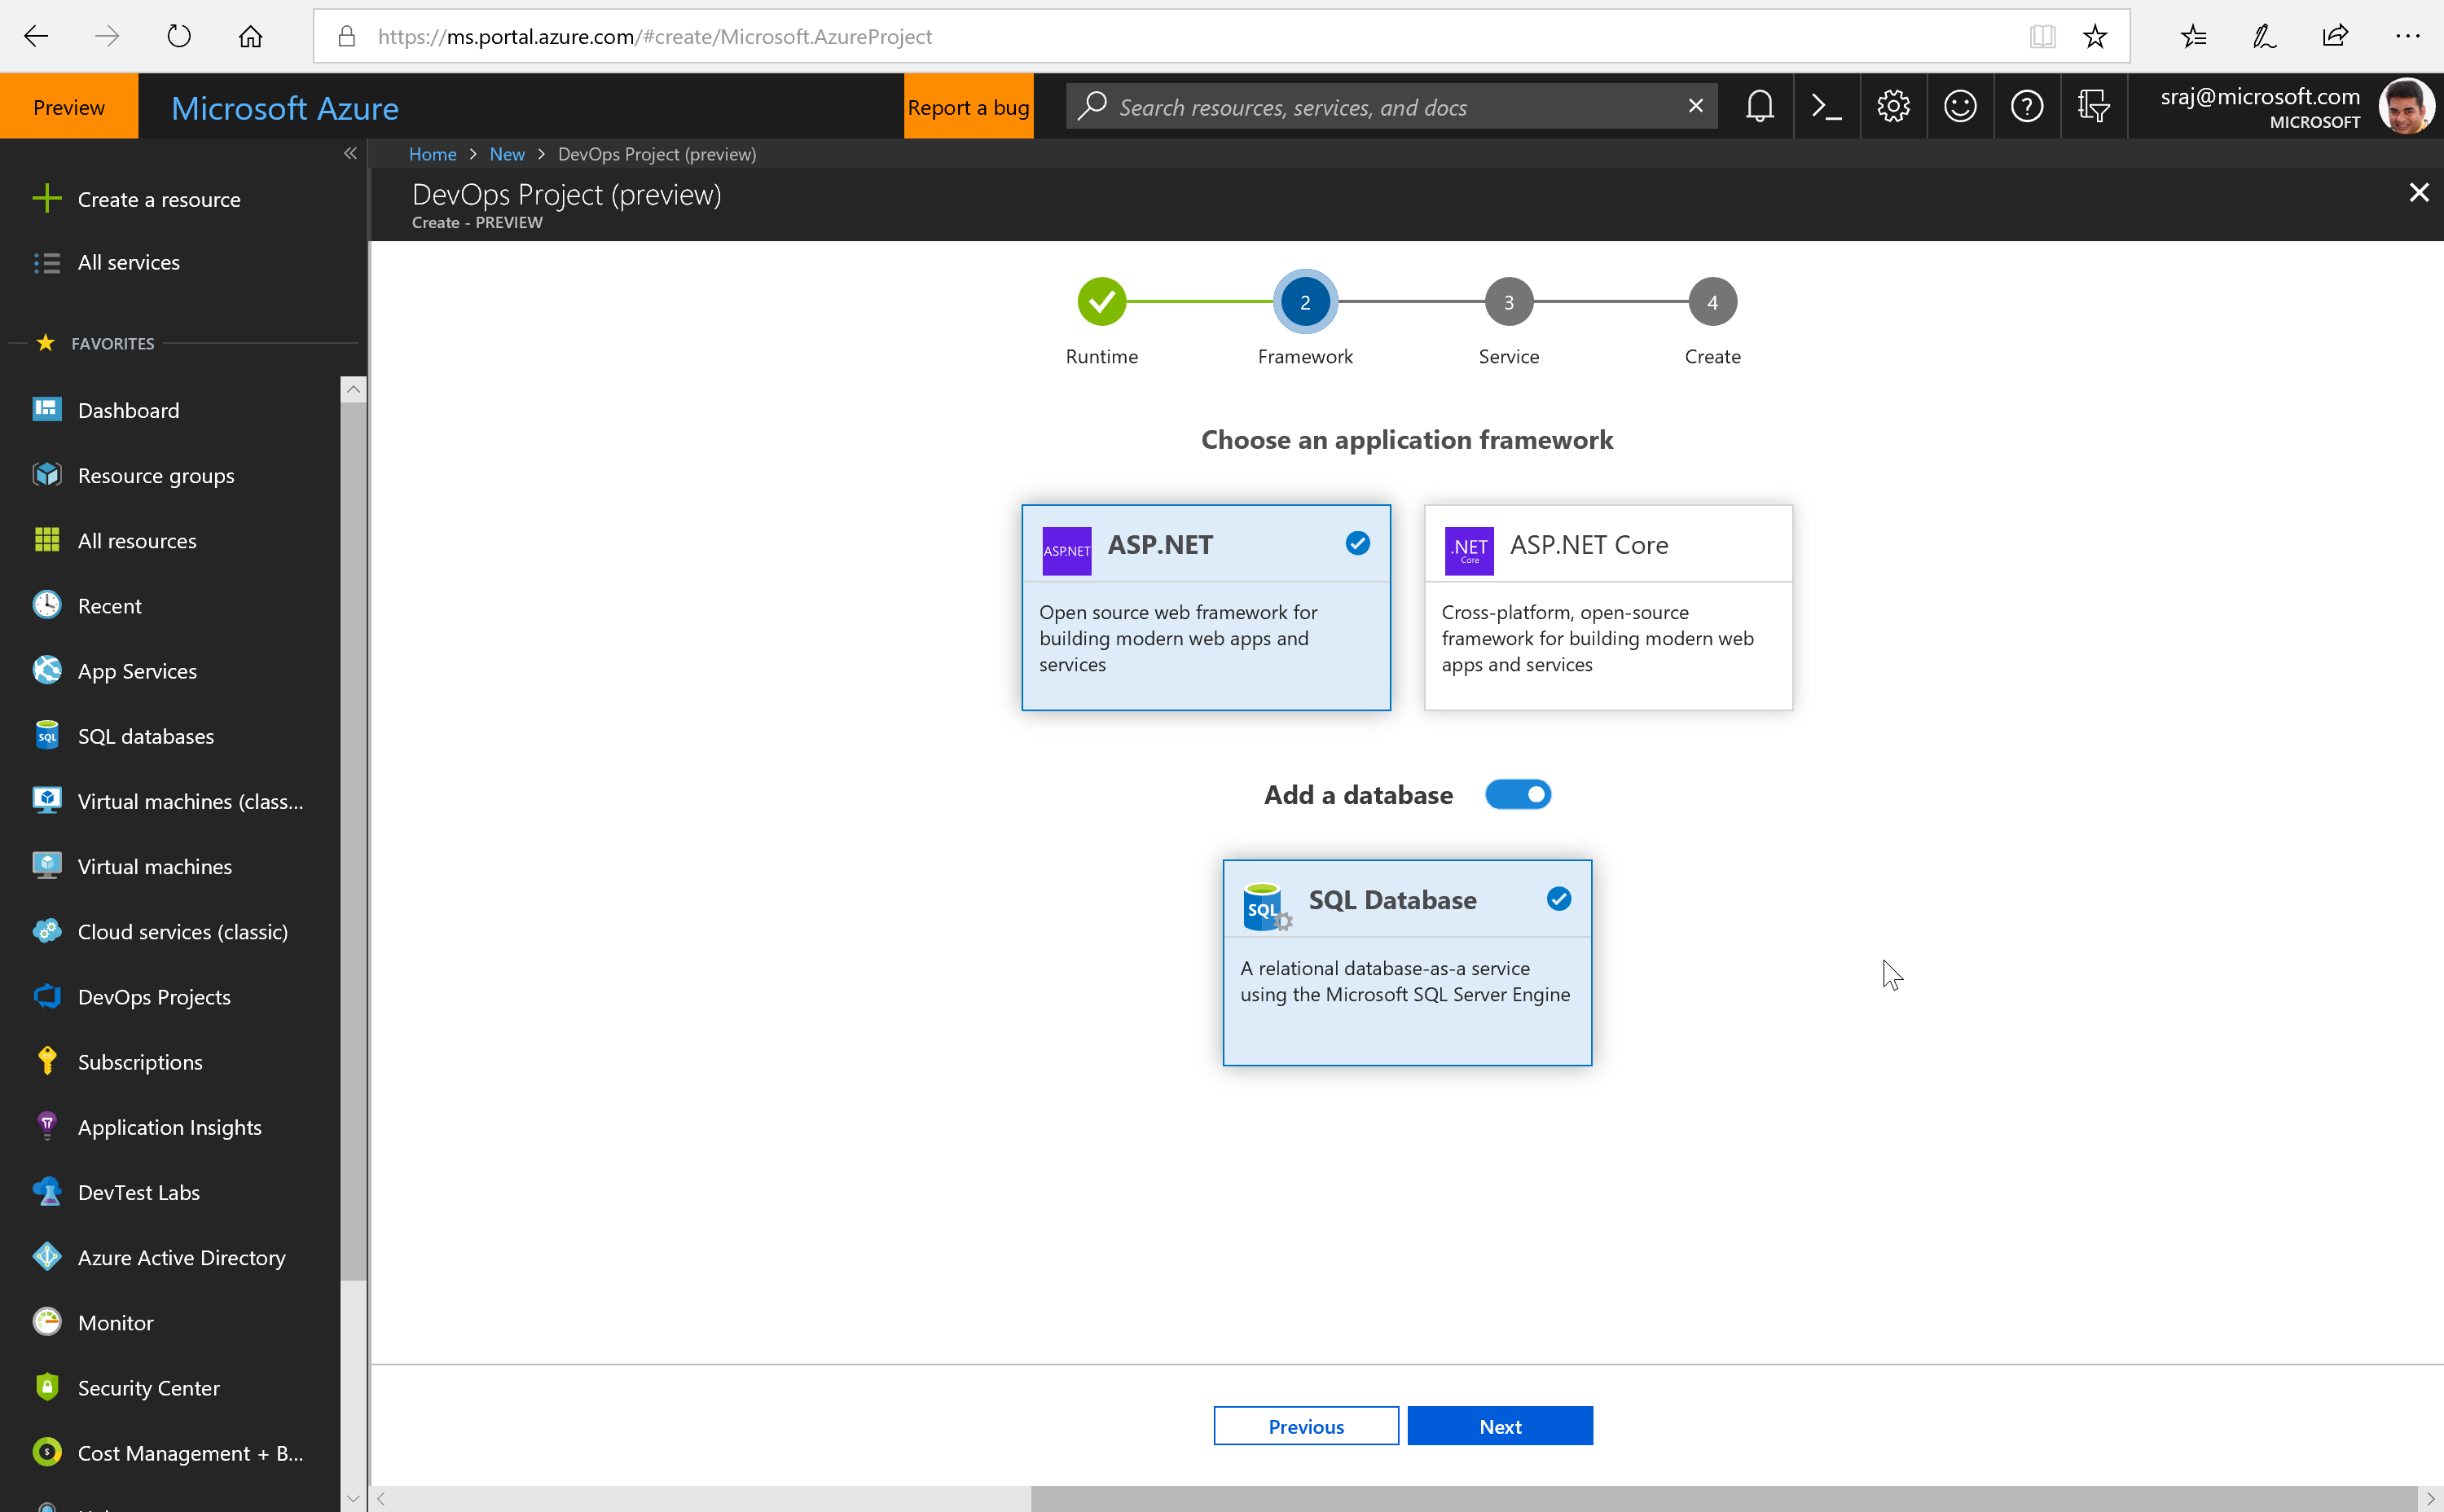 https://ms.portal.azure.com/#create/Microsoft.AzureProject
Preview
Microsoft Azure
Report a bug
Search resources, services, and docs
sraj@microsoft.com
MICROSOFT
Home > New > DevOps Project (preview)
DevOps Project (preview)
Create - PREVIEW
Create a resource
All services
FAVORITES
Dashboard
Resource groups
All resources
Recent
App Services
SQL databases
Virtual machines (class...
Virtual machines
Cloud services (classic)
DevOps Projects
Subscriptions
Application Insights
DevTest Labs
Azure Active Directory
Monitor
Security Center
Cost Management + B...
2
3
4
Runtime
Framework
Service
Create
Choose an application framework
ASP.NET
ASP.NET
Open source web framework for
building modern web apps and
services
.NET
Core
ASP.NET Core
Cross-platform, open-source
framework for building modern web
apps and services
Add a database
SQL
SQL Database
A relational database-as-a service
using the Microsoft SQL Server Engine
Previous
Next